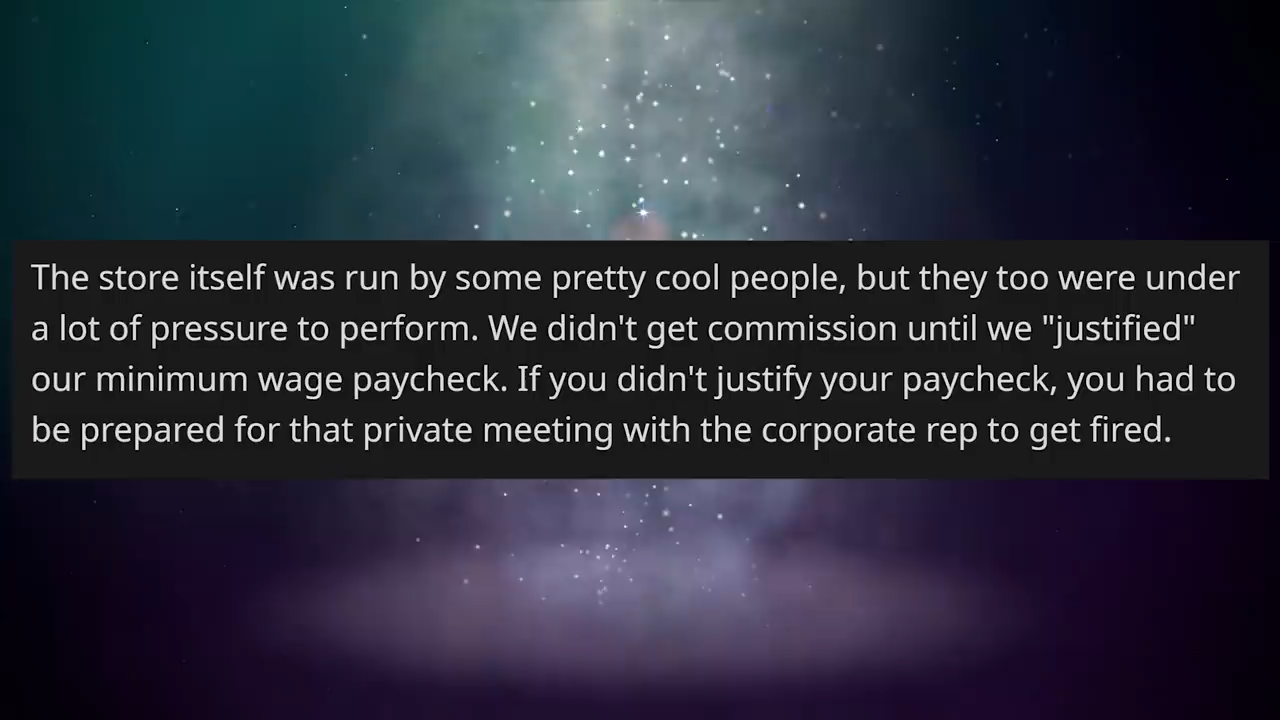 The store itself was run by some pretty cool people, but they too were under
a lot of pressure to perform. We didn't get commission until we "justified"
our minimum wage paycheck. If you didn't justify your paycheck, you had to
be prepared for that private meeting with the corporate rep to get fired.